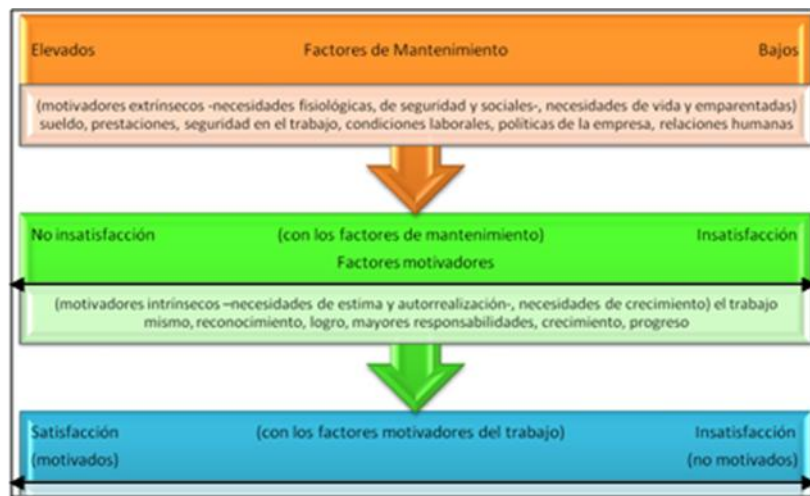 Elevados Factores de Mantenimiento Bajos
(motivadores extrínsecos -necesidades fisiológicas, de seguridad y sociales-, necesidades de vida y emparentadas)
sueldo, prestaciones, seguridad en el trabajo, condiciones laborales, políticas de la empresa, relaciones humanas
No insatisfacción (con los factores de mantenimiento) Insatisfacción
Factores motivadores
(motivadores intrínsecos –necesidades de estima y autorrealización-, necesidades de crecimiento) el trabajo
mismo, reconocimiento, logro, mayores responsabilidades, crecimiento, progreso
Satisfacción (con los factores motivadores del trabajo) Insatisfacción
(motivados) (no motivados)